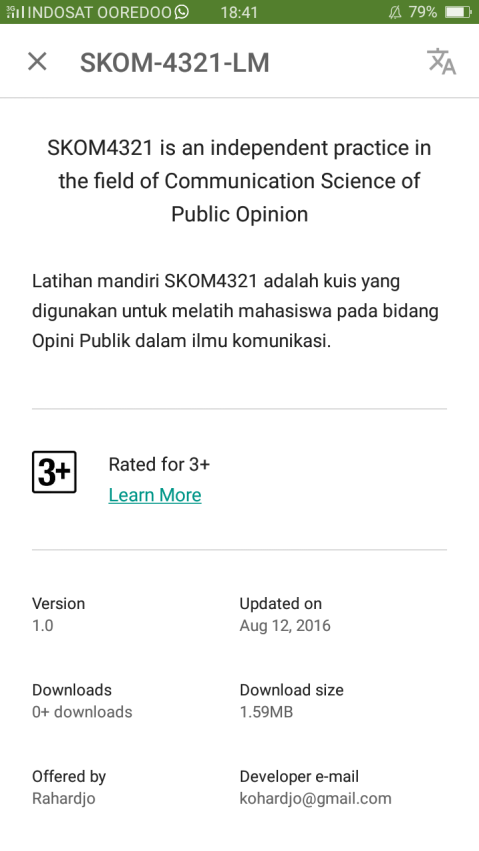 3G INDOSAT OOREDOO 18:41 79%
SKOM-4321-LM
SKOM4321 is an independent practice in
the field of Communication Science of
Public Opinion
Latihan mandiri SKOM4321 adalah kuis yang
digunakan untuk melatih mahasiswa pada bidang
Opini Publik dalam ilmu komunikasi.
3+ Rated for 3+
Learn More
Version Updated on
1.0 Aug 12, 2016
Downloads Download size
0+ downloads 1.59MB
Offered by Developer e-mail
Rahardjo kohardjo@gmail.com